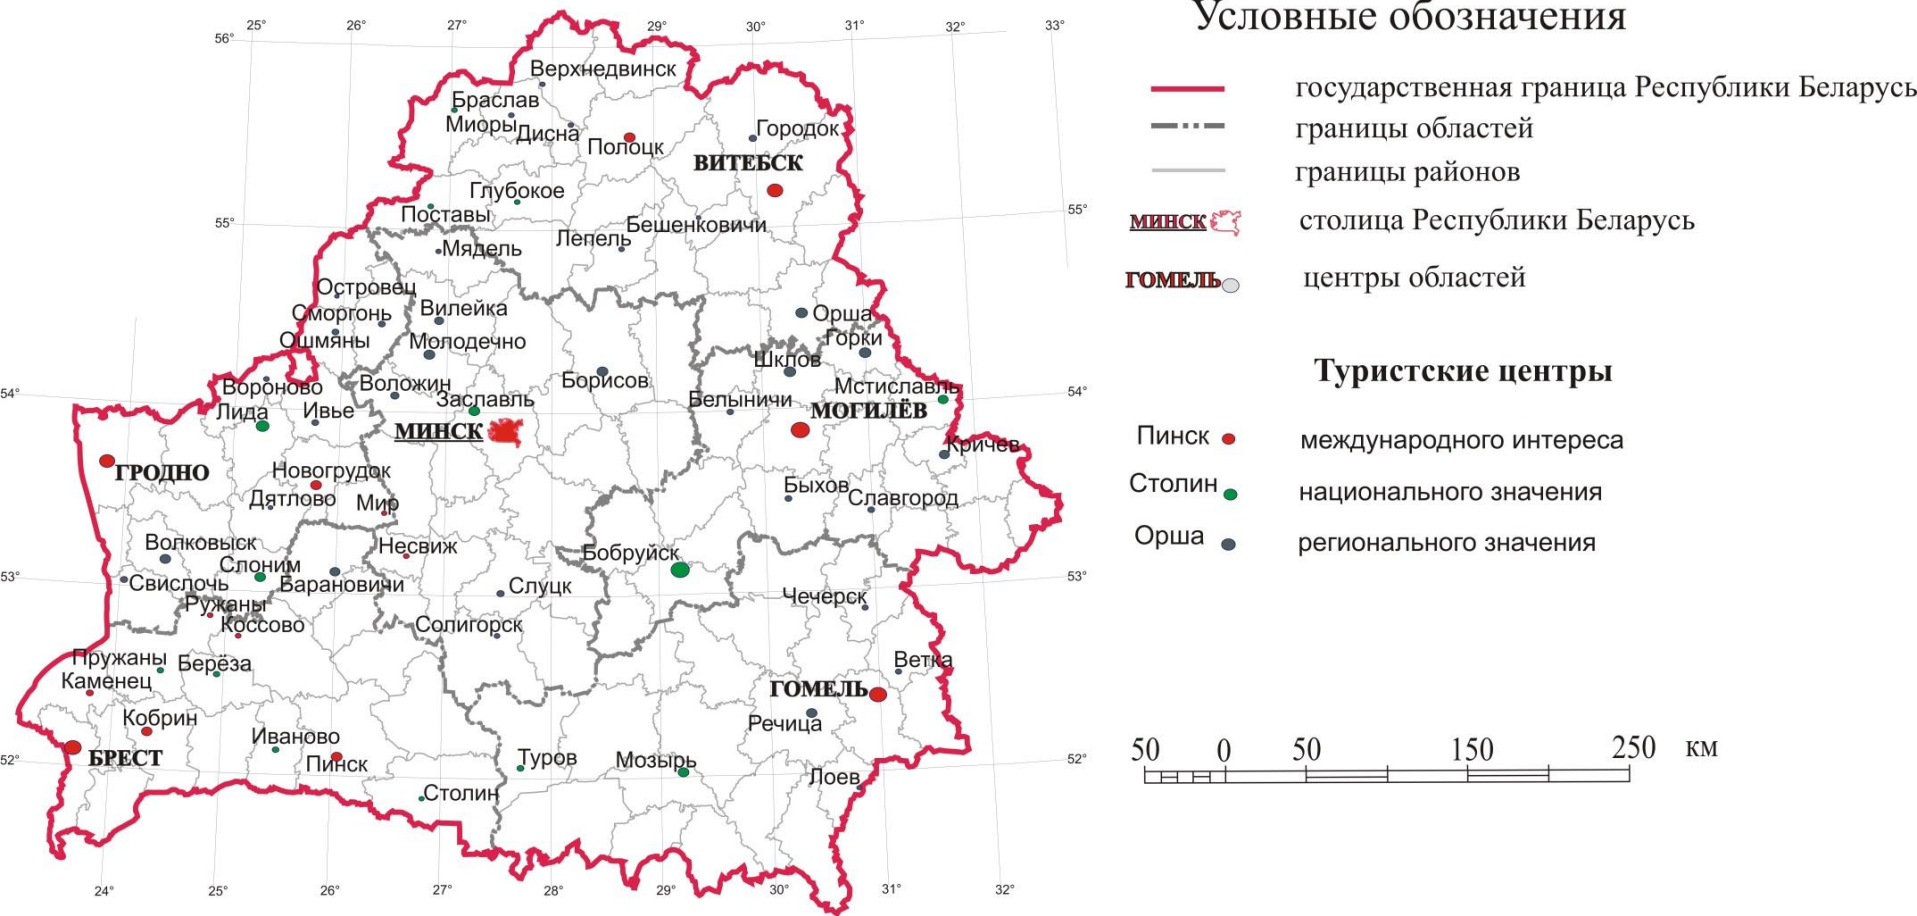 25°
26°
27°
28°
29°
30°
31°
32°
33°
56°
Верхнедвинск
Браслав
Миоры
Дисна
Полоцк
Городок
ВИТЕБСК
Глубокое
Поставы
55°
55°
Бешенковичи
Лепель
Мядель
Островец
Сморгонь
Ошмяны
Вилейка
Молодечно
Орша
Горки
Шклов
Вороново
Воложин
Борисов
Мстиславль
54°
54°
Лида
Ивье
Заславль
Белыничи
МОГИЛЁВ
МИНСК
Кричев
ГРОДНО
Новогрудок
Дятлово
Мир
Быхов
Славгород
Волковыск
Несвиж
Бобруйск
Слоним
53°
53°
Свислочь
Барановичи
Слуцк
Чечерск
Ружаны
Коссово
Солигорск
Пружаны
Берёза
Каменец
Ветка
ГОМЕЛЬ
Кобрин
Речица
Иваново
БРЕСТ
52°
52°
Пинск
Туров
Мозырь
Лоев
Столин
24°
25°
26°
27°
28°
29°
30°
31°
32°
Условные обозначения
государственная граница Республики Беларусь
границы областей
границы районов
МИНСК столица Республики Беларусь
ГОМЕЛЬ центры областей
Туристские центры
Пинск международного интереса
Столин национального значения
Орша регионального значения
50 0 50 150 250 км